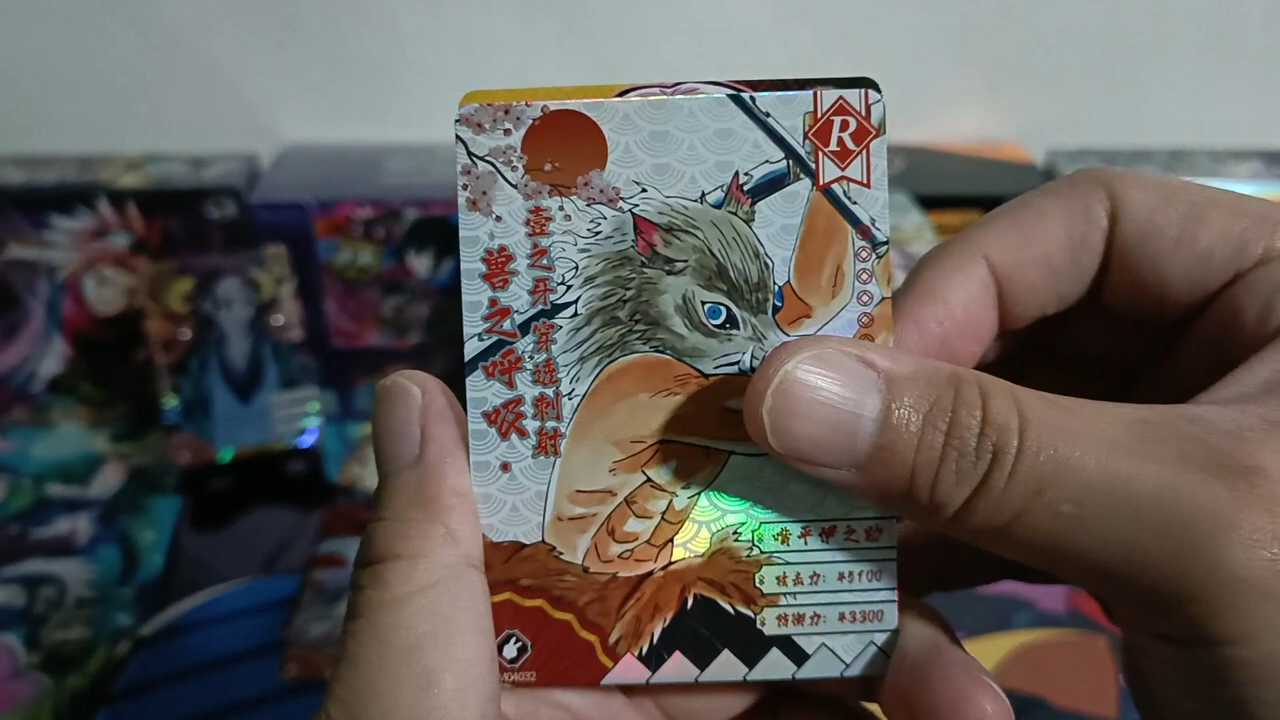 R
兽之呼吸·
壹之牙 穿透刺射
嘴平伊之助
攻击力: ¥5100
防御力: ¥3300
M04032